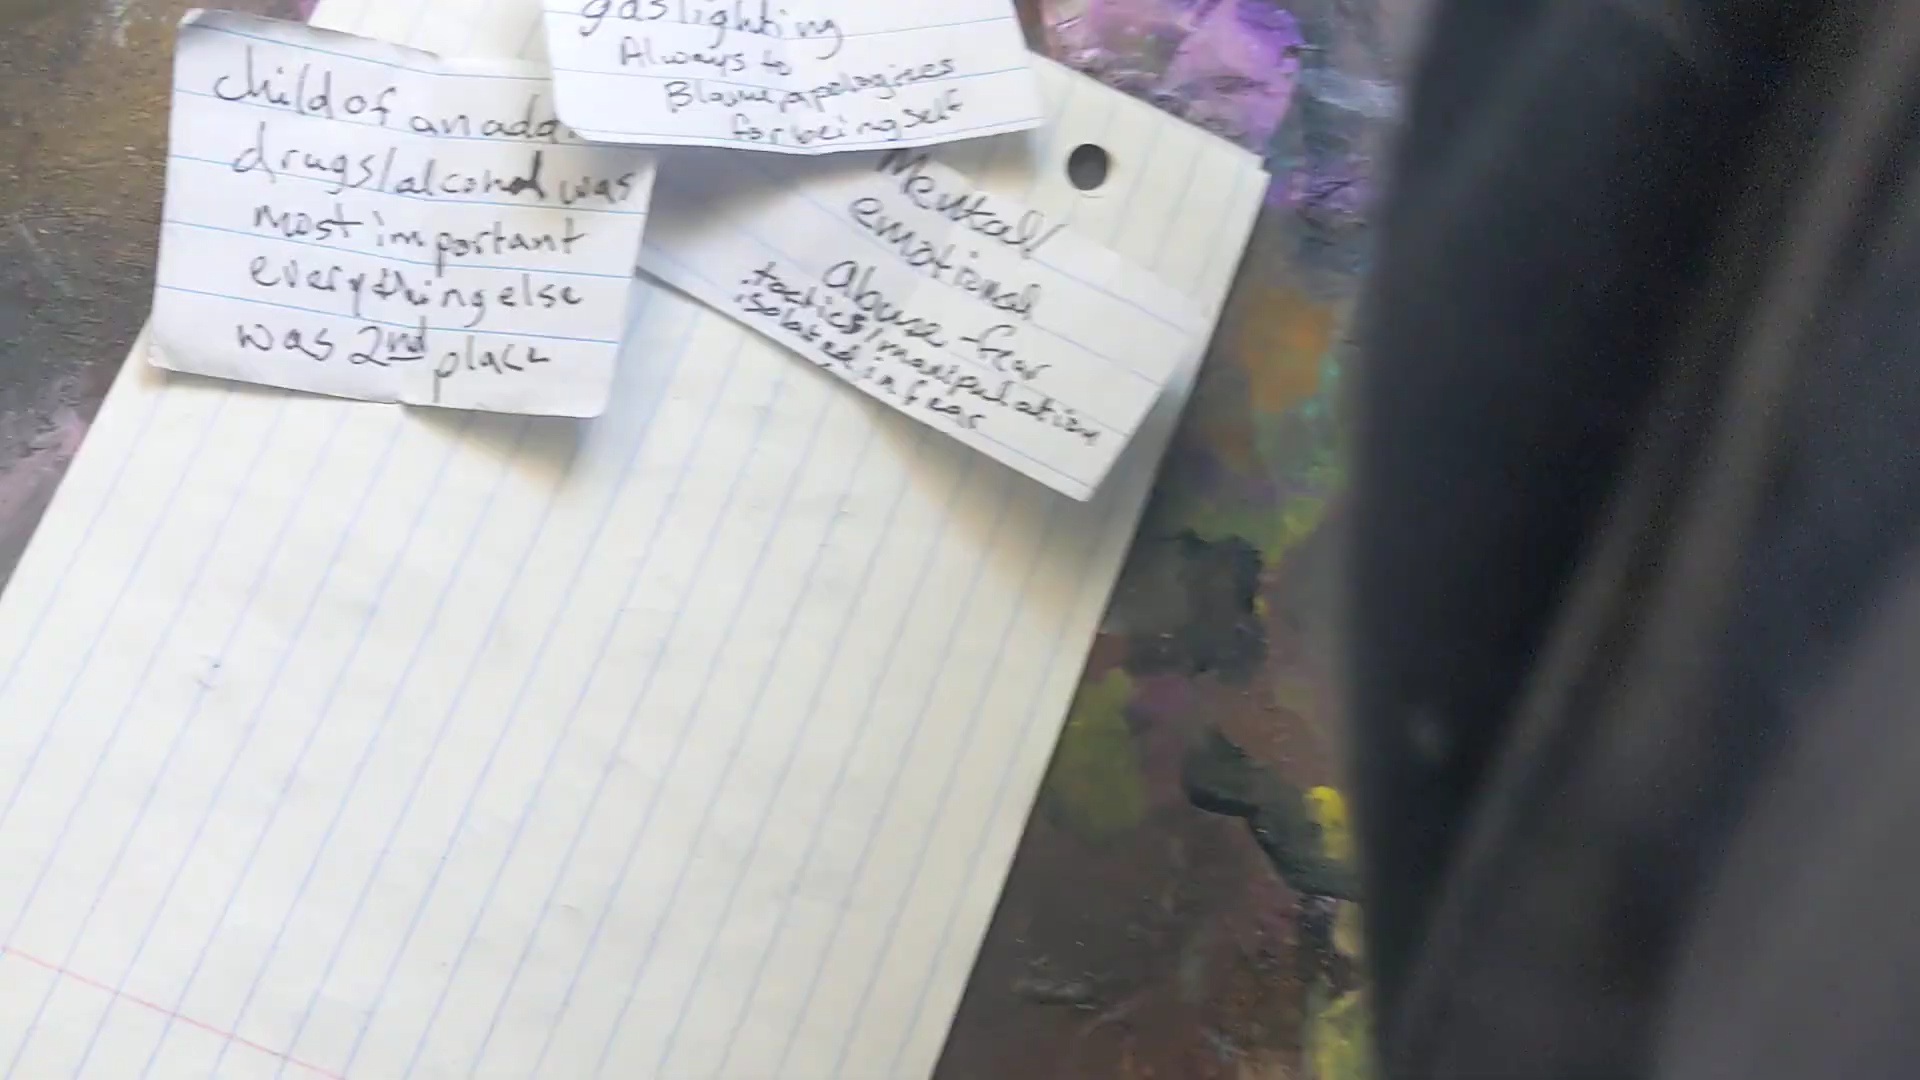 child of an add
drugs/alcohol was
most important
everything else
was 2nd place
gaslighting
Always to
Blame, apologizes
for being self
Mental/
emotional
Abuse - fear
.tactics/manipulation
.isolated in fear